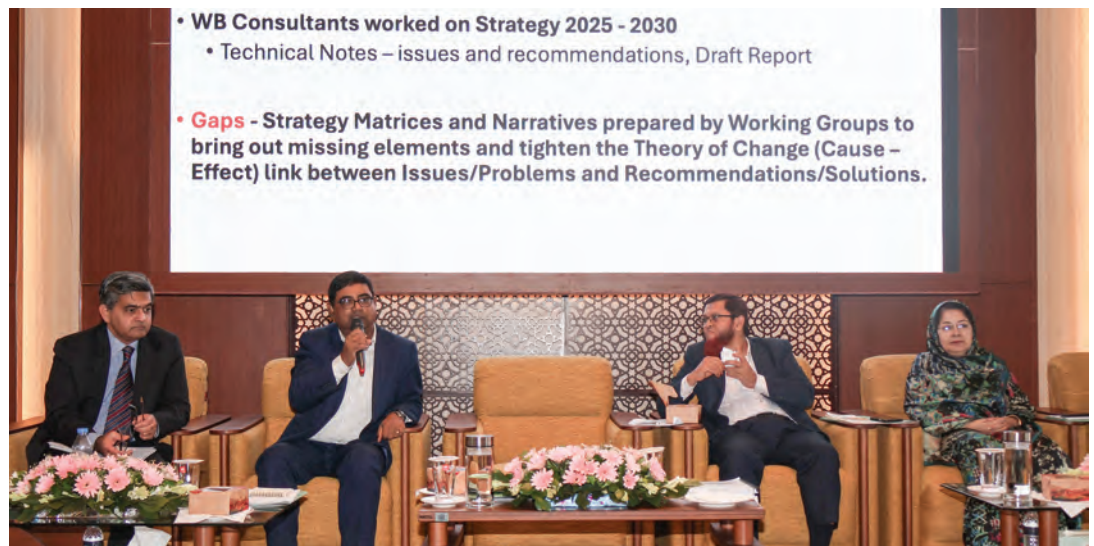 • WB Consultants worked on Strategy 2025 - 2030
• Technical Notes – issues and recommendations, Draft Report
• Gaps - Strategy Matrices and Narratives prepared by Working Groups to
bring out missing elements and tighten the Theory of Change (Cause –
Effect) link between Issues/Problems and Recommendations/Solutions.